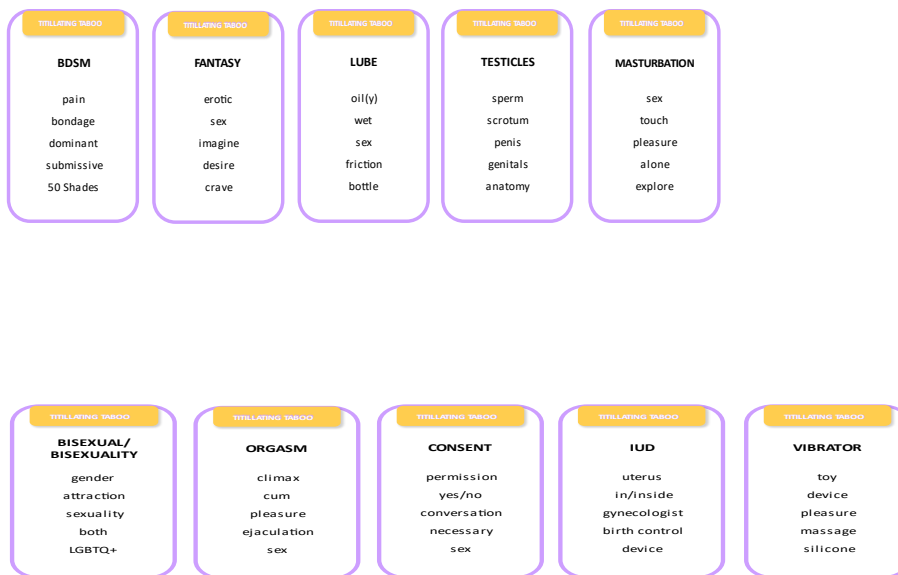 TITILLATING TABOO
BDSM
pain
bondage
dominant
submissive
50 Shades
TITILLATING TABOO
FANTASY
erotic
sex
imagine
desire
crave
TITILLATING TABOO
LUBE
oil(y)
wet
sex
friction
bottle
TITILLATING TABOO
TESTICLES
sperm
scrotum
penis
genitals
anatomy
TITILLATING TABOO
MASTURBATION
sex
touch
pleasure
alone
explore
TITILLATING TABOO
BISEXUAL/
BISEXUALITY
gender
attraction
sexuality
both
LGBTQ+
TITILLATING TABOO
ORGASM
climax
cum
pleasure
ejaculation
sex
TITILLATING TABOO
CONSENT
permission
yes/no
conversation
necessary
sex
TITILLATING TABOO
IUD
uterus
in/inside
gynecologist
birth control
device
TITILLATING TABOO
VIBRATOR
toy
device
pleasure
massage
silicone